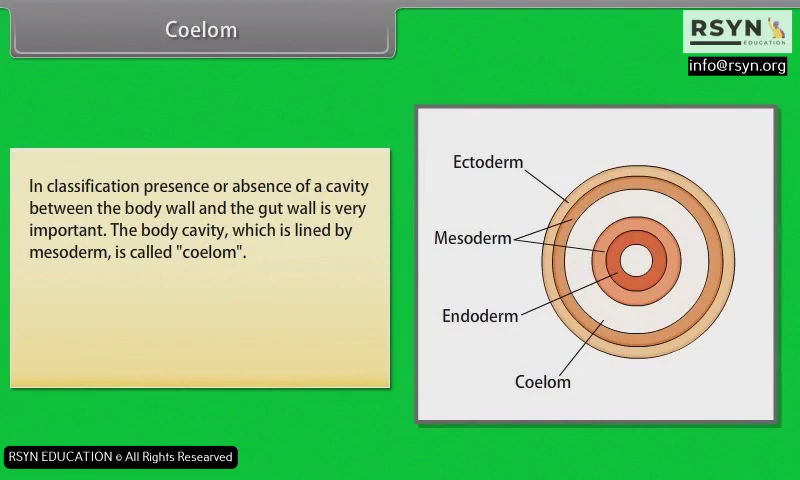 Coelom
RSYN
EDUCATION
info@rsyn.org
In classification presence or absence of a cavity
between the body wall and the gut wall is very
important. The body cavity, which is lined by
mesoderm, is called "coelom".
Ectoderm
Mesoderm
Endoderm
Coelom
RSYN EDUCATION © All Rights Researved